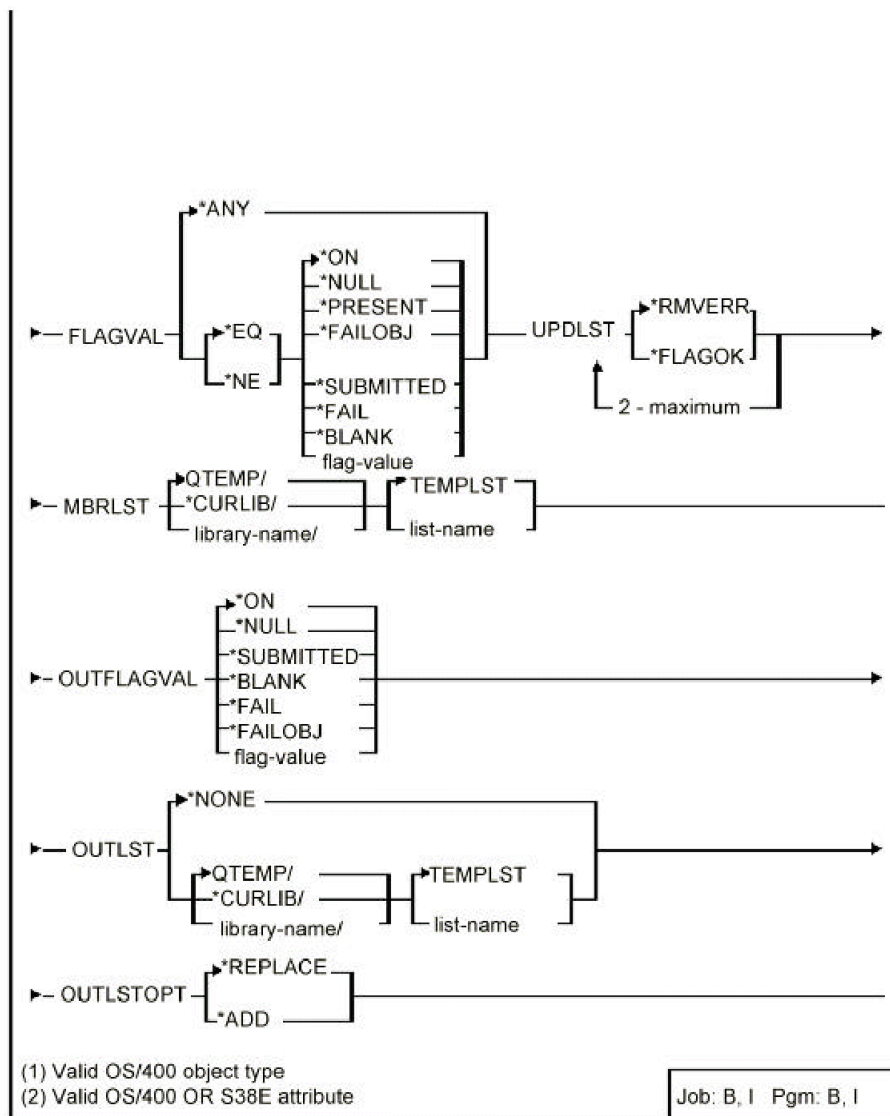 *ANY
*ON
*NULL
*PRESENT
*FAILOBJ
FLAGVAL
*EQ
*NE
*SUBMITTED
*FAIL
*BLANK
flag-value
UPDLST
*RMVERR
*FLAGOK
2 - maximum
MBRLST
QTEMP/
*CURLIB/
library-name/
TEMPLST
list-name
OUTFLAGVAL
*ON
*NULL
*SUBMITTED
*BLANK
*FAIL
*FAILOBJ
flag-value
OUTLST
*NONE
QTEMP/
*CURLIB/
library-name/
TEMPLST
list-name
OUTLSTOPT
*REPLACE
*ADD
(1) Valid OS/400 object type
(2) Valid OS/400 OR S38E attribute
Job: B, I Pgm: B, I